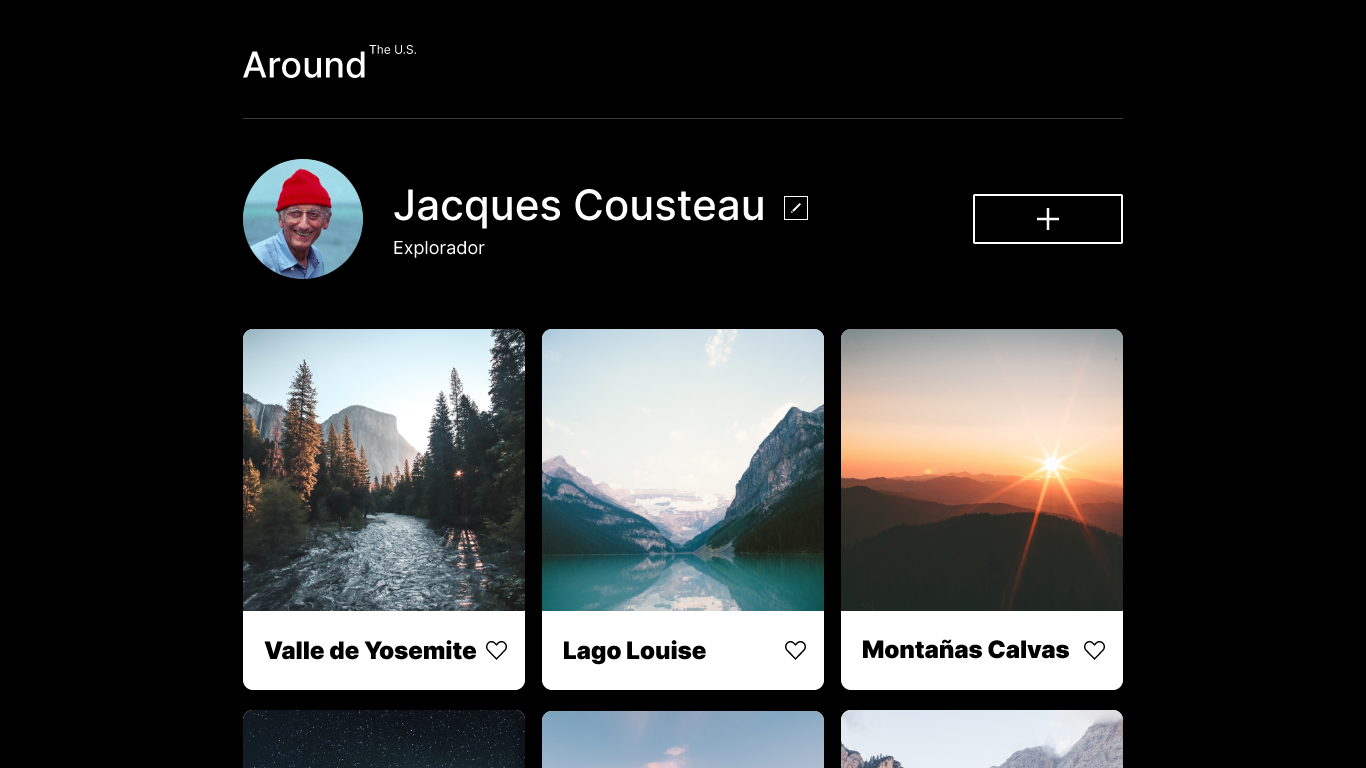 Around The U.S.
Jacques Cousteau
Explorador
Valle de Yosemite
Lago Louise
Montañas Calvas